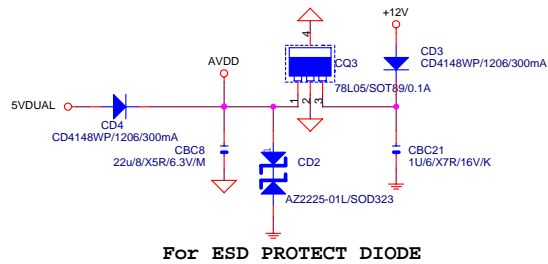 +12V
4
AVDD
CQ3
CD3
CD4148WP/1206/300mA
78L05/SOT89/0.1A
5VDUAL
1
2
3
CD4
CD4148WP/1206/300mA
CBC8
22u/8/X5R/6.3V/M
1
CD2
CBC21
1U/6/X7R/16V/K
AZ2225-01L/SOD323
For ESD PROTECT DIODE